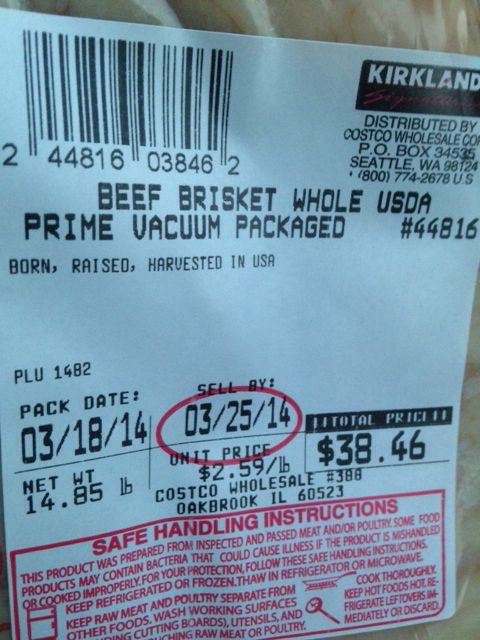 KIRKLAND
Signature
DISTRIBUTED BY
COSTCO WHOLESALE CO
P.O. BOX 34535
SEATTLE, WA 98124
(800) 774-2678 U S
2 44816 03846 2
BEEF BRISKET WHOLE USDA
PRIME VACUUM PACKAGED #44816
BORN, RAISED, HARVESTED IN USA
PLU 1482
PACK DATE:
03/18/14
SELL BY:
03/25/14
TOTAL PRICE
$38.46
UNIT PRICE
$2.59/lb
NET WT
14.85 lb
COSTCO WHOLESALE #388
OAKBROOK IL 60523
SAFE HANDLING INSTRUCTIONS
THIS PRODUCT WAS PREPARED FROM INSPECTED AND PASSED MEAT AND/OR POULTRY. SOME FOOD
PRODUCTS MAY CONTAIN BACTERIA THAT COULD CAUSE ILLNESS IF THE PRODUCT IS MISHANDLED
OR COOKED IMPROPERLY. FOR YOUR PROTECTION, FOLLOW THESE SAFE HANDLING INSTRUCTIONS.
KEEP REFRIGERATED OR FROZEN. THAW IN REFRIGERATOR OR MICROWAVE.
KEEP RAW MEAT AND POULTRY SEPARATE FROM
OTHER FOODS. WASH WORKING SURFACES
CUTTING BOARDS), UTENSILS, AND
RAW MEAT OR POULTRY.
COOK THOROUGHLY.
KEEP HOT FOODS HOT. RE-
FRIGERATE LEFTOVERS IM-
MEDIATELY OR DISCARD.